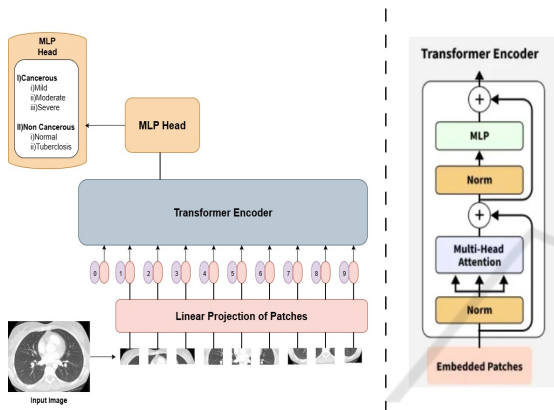 MLP
Head
I)Cancerous
i)Mild
ii)Moderate
iii)Severe
II)Non Cancerous
i)Normal
ii)Tuberclosis
MLP Head
Transformer Encoder
0 1 2 3 4 5 6 7 8 9
Linear Projection of Patches
Input Image
Transformer Encoder
+
MLP
Norm
+
Multi-Head
Attention
Norm
Embedded Patches